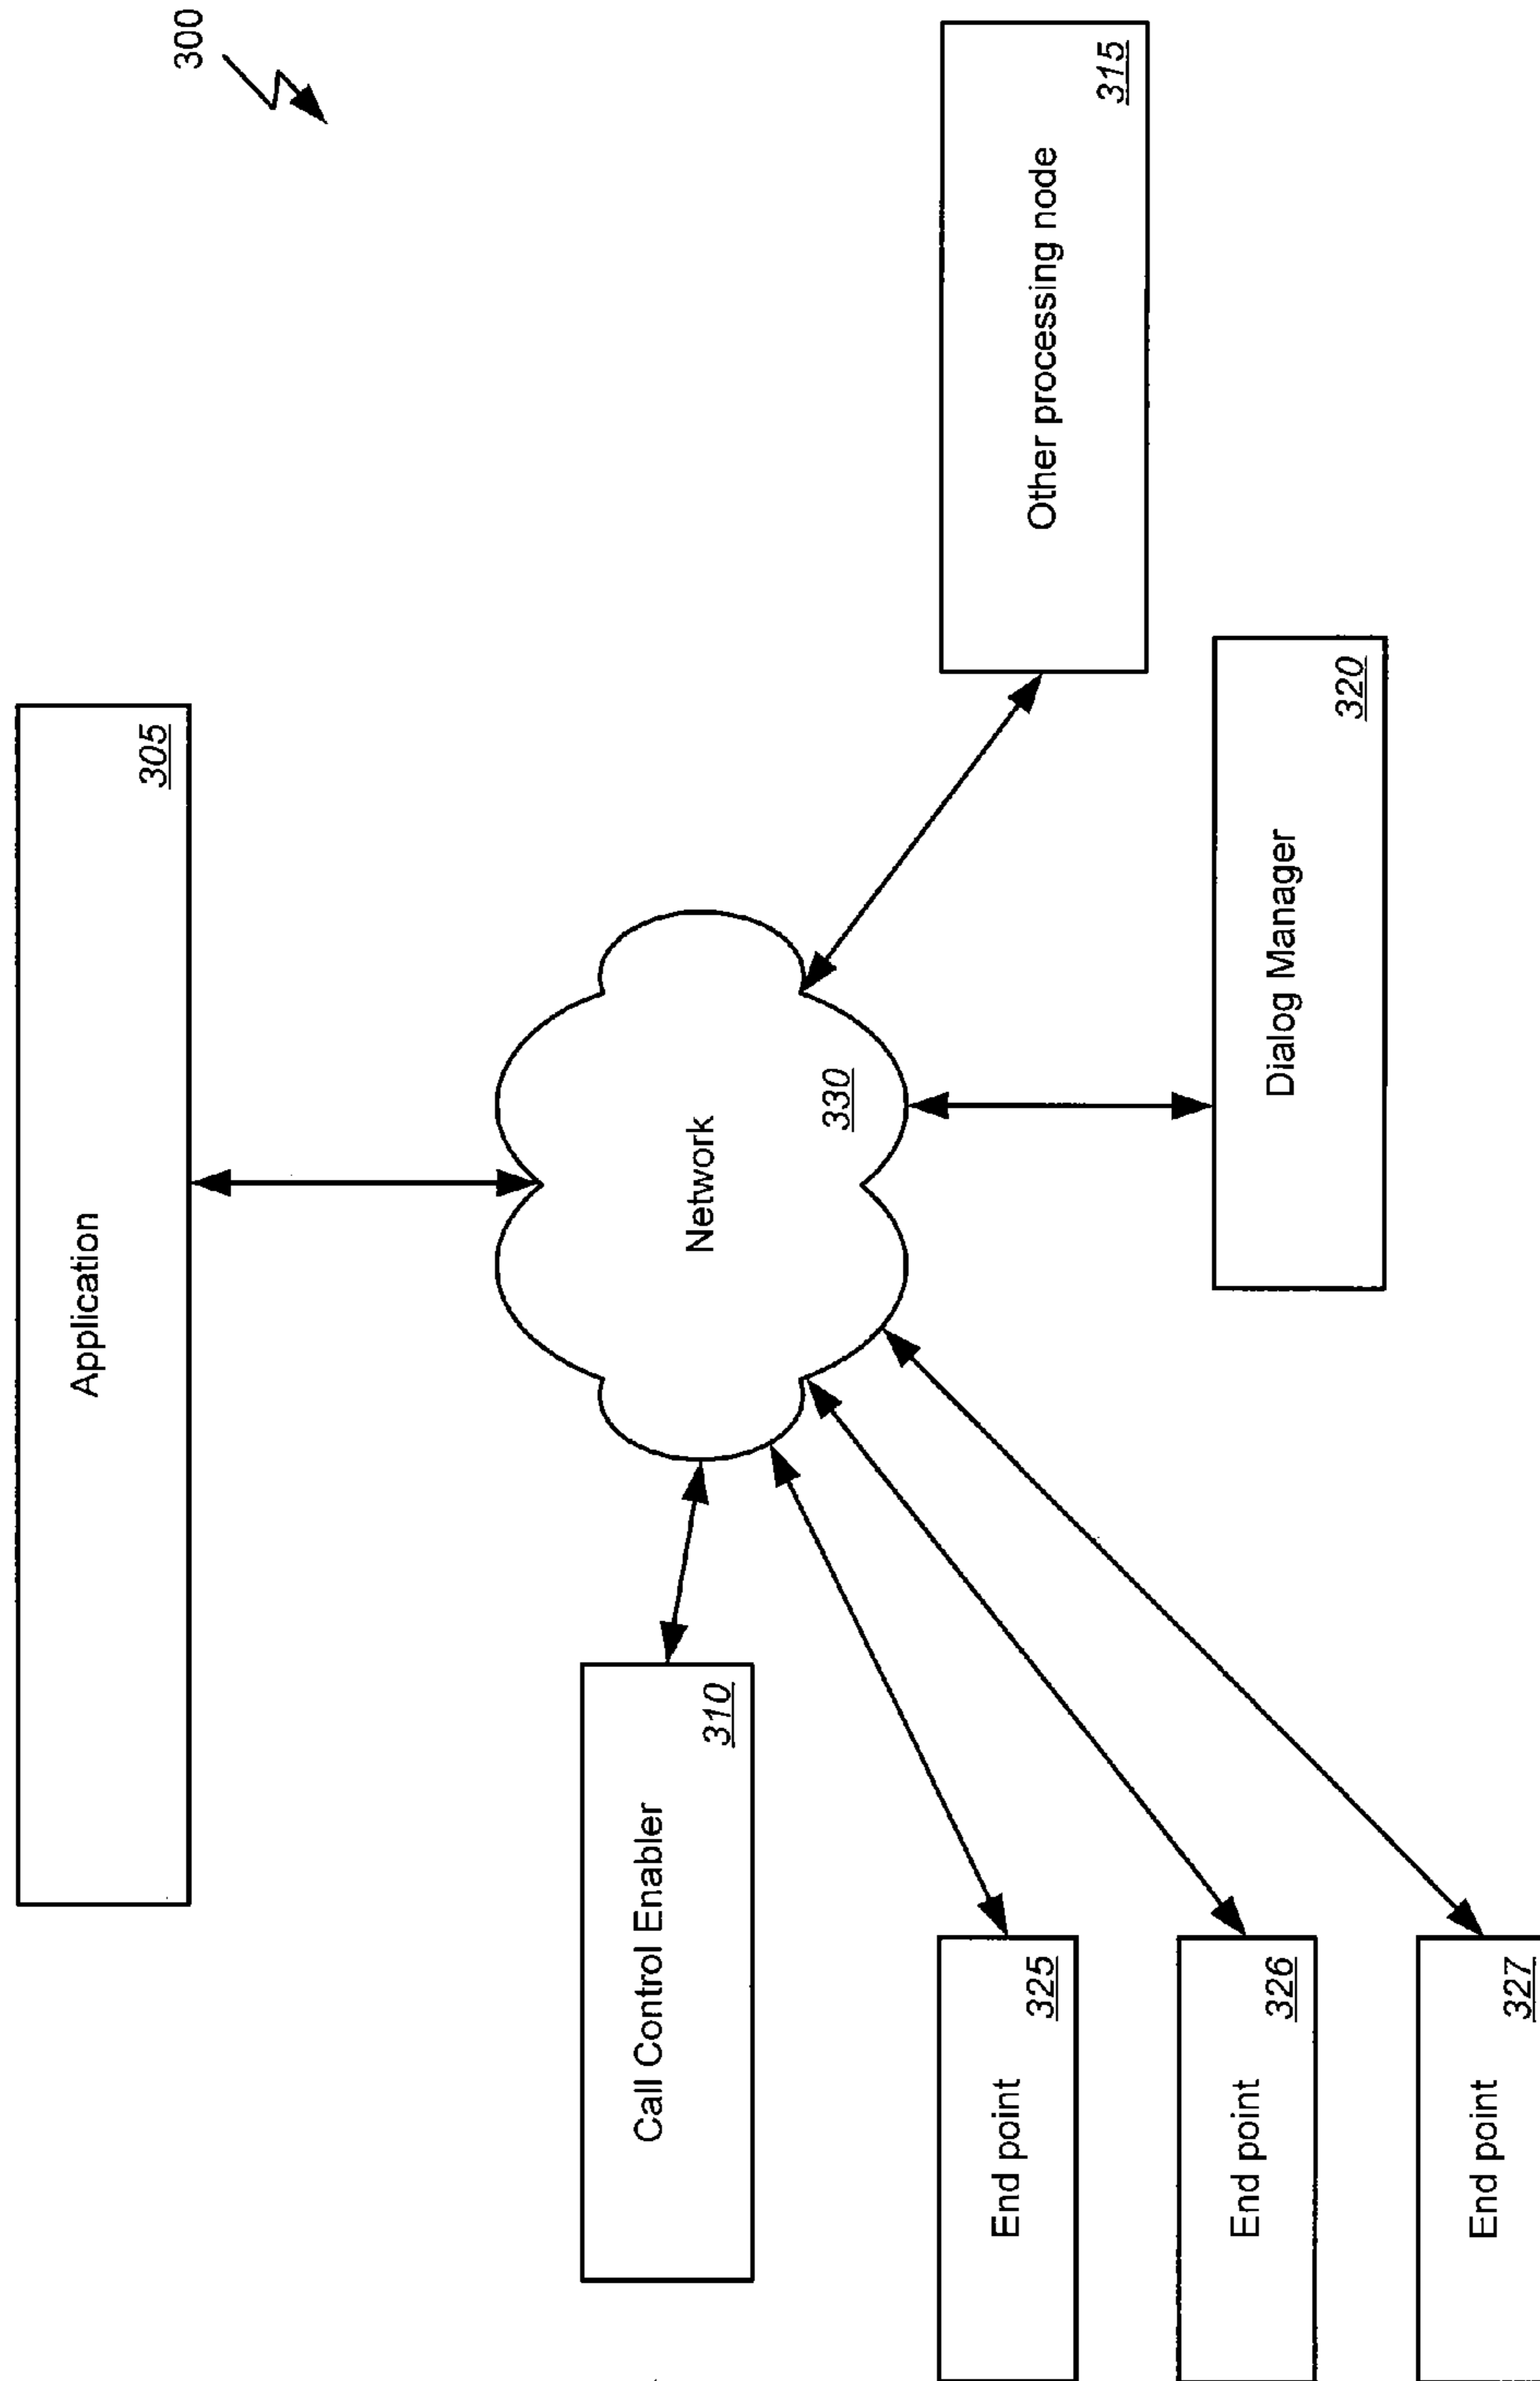 300
Application
305
Network
330
Call Control Enabler
310
Other processing node
315
Dialog Manager
320
End point
325
End point
326
End point
327